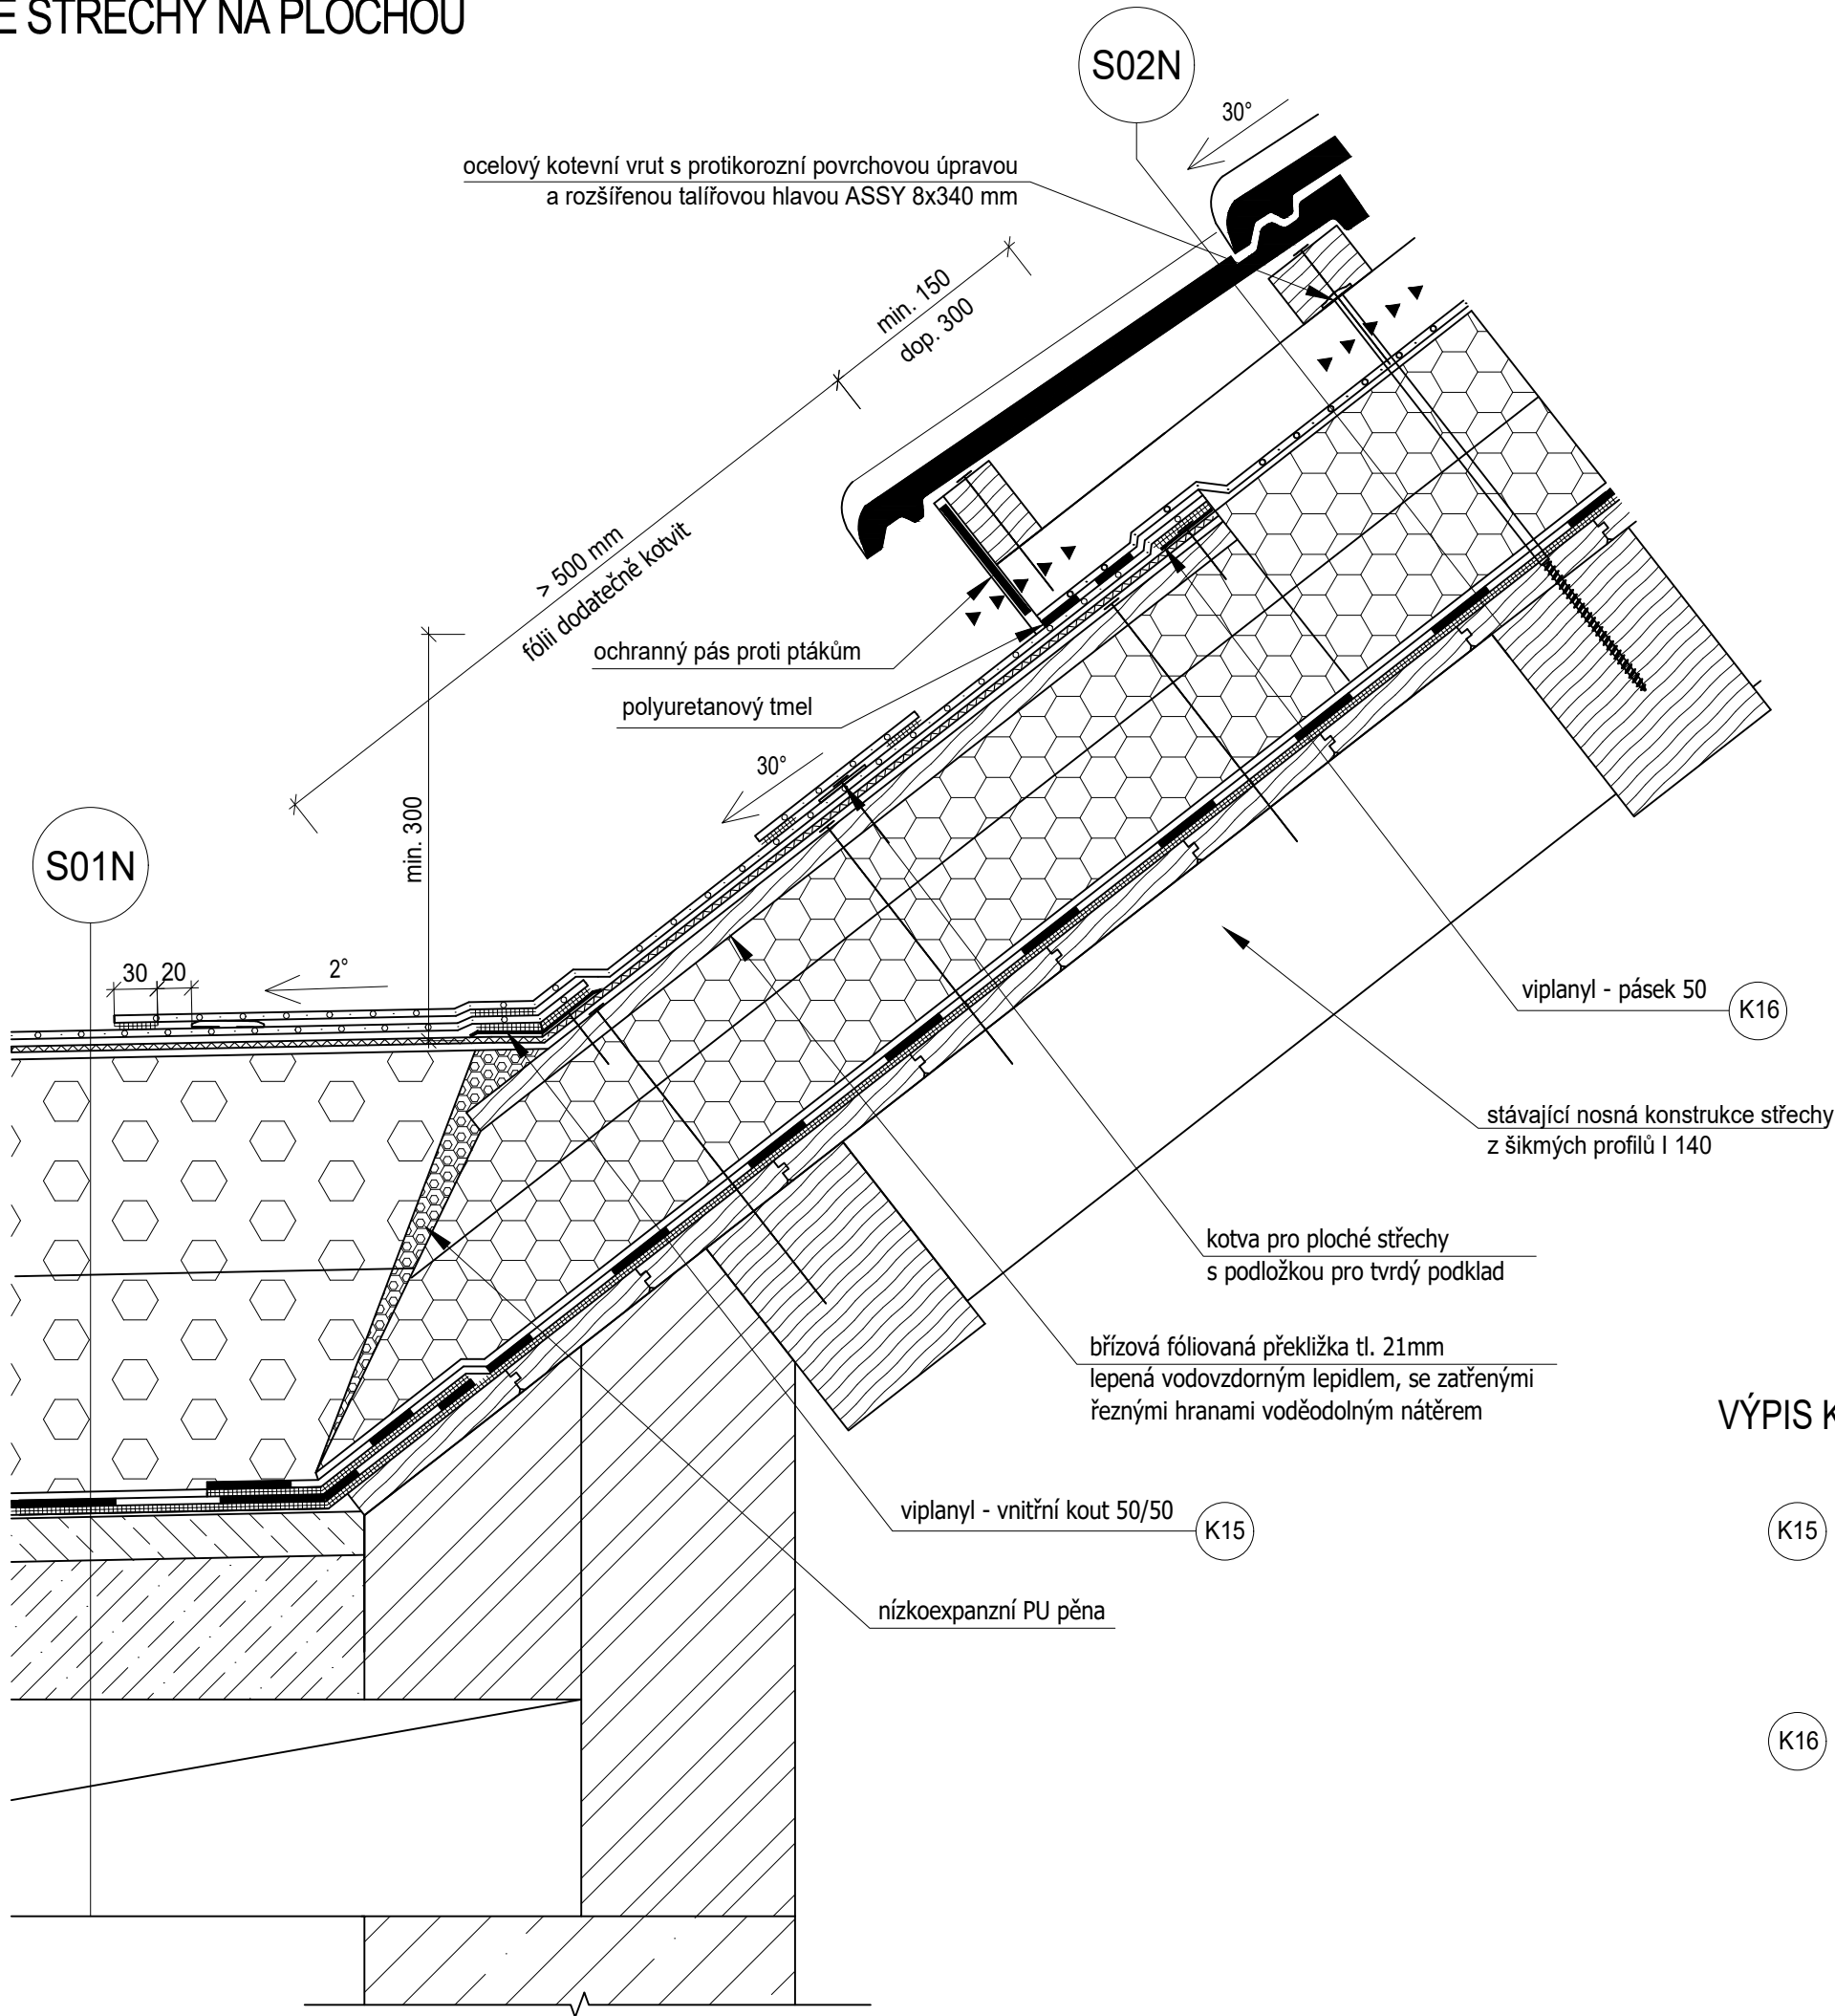 E STŘECHY NA PLOCHOU
S02N
30°
ocelový kotevní vrut s protikorozní povrchovou úpravou
a rozšířenou talířovou hlavou ASSY 8x340 mm
min. 150
dop. 300
> 500 mm
fólii dodatečně kotvit
ochranný pás proti ptákům
polyuretanový tmel
30°
min. 300
S01N
30 20
2°
viplanyl - pásek 50
K16
stávající nosná konstrukce střechy
z šikmých profilů I 140
kotva pro ploché střechy
s podložkou pro tvrdý podklad
břízová fóliovaná překližka tl. 21mm
lepená vodovzdorným lepidlem, se zatřenými
řeznými hranami voděodolným nátěrem
VÝPIS K
viplanyl - vnitřní kout 50/50
K15
K15
nízkoexpanzní PU pěna
K16